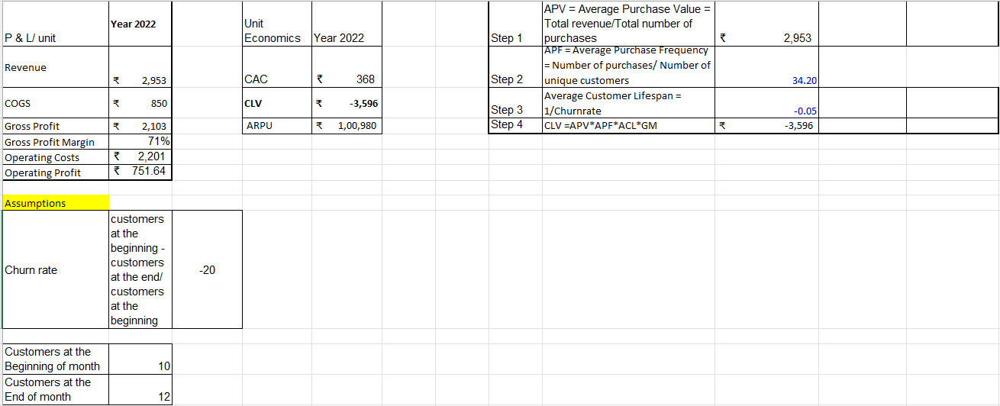 P & L/ unit Year 2022
Revenue ₹ 2,953
COGS ₹ 850
Gross Profit ₹ 2,103
Gross Profit Margin 71%
Operating Costs ₹ 2,201
Operating Profit ₹ 751.64
Unit
Economics Year 2022
CAC ₹ 368
CLV ₹ -3,596
ARPU ₹ 1,00,980
Step 1
APV = Average Purchase Value =
Total revenue/Total number of
purchases
₹ 2,953
Step 2
APF = Average Purchase Frequency
= Number of purchases/ Number of
unique customers
34.20
Step 3
Average Customer Lifespan =
1/Churnrate
-0.05
Step 4 CLV =APV*APF*ACL*GM ₹ -3,596
Assumptions
Churn rate
customers
at the
beginning -
customers
at the end/
customers
at the
beginning
-20
Customers at the
Beginning of month 10
Customers at the
End of month 12